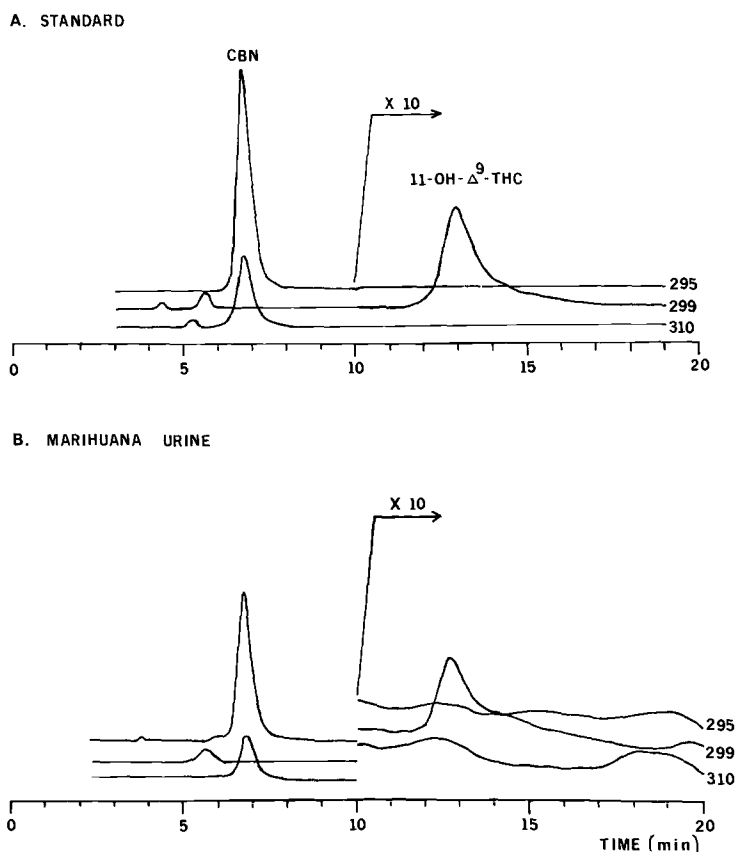 A. STANDARD
CBN
X 10
11-OH-Δ⁹-THC
295
299
310
0 5 10 15 20
B. MARIHUANA URINE
X 10
295
299
310
0 5 10 15 20
TIME (min)